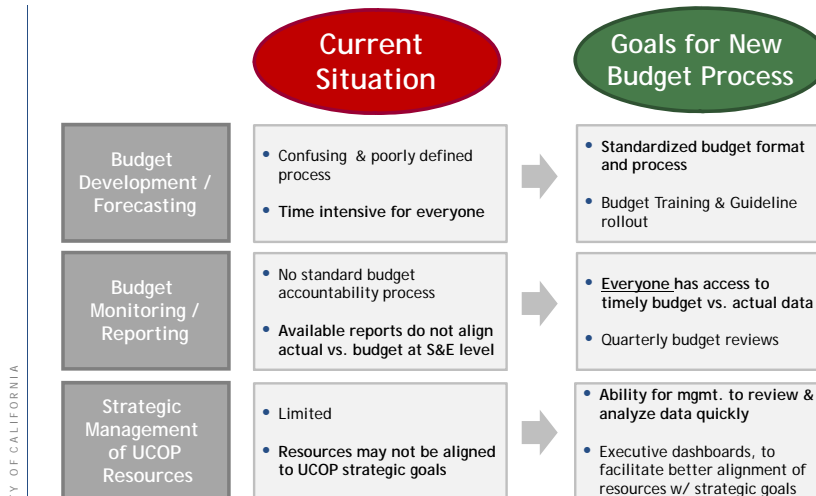 Current
Situation
Goals for New
Budget Process
Budget
Development /
Forecasting
• Confusing & poorly defined
process
• Time intensive for everyone
• Standardized budget format
and process
• Budget Training & Guideline
rollout
Budget
Monitoring /
Reporting
• No standard budget
accountability process
• Available reports do not align
actual vs. budget at S&E level
• Everyone has access to
timely budget vs. actual data
• Quarterly budget reviews
Strategic
Management
of UCOP
Resources
• Limited
• Resources may not be aligned
to UCOP strategic goals
• Ability for mgmt. to review &
analyze data quickly
• Executive dashboards, to
facilitate better alignment of
resources w/ strategic goals
Y OF CALIFORNIA